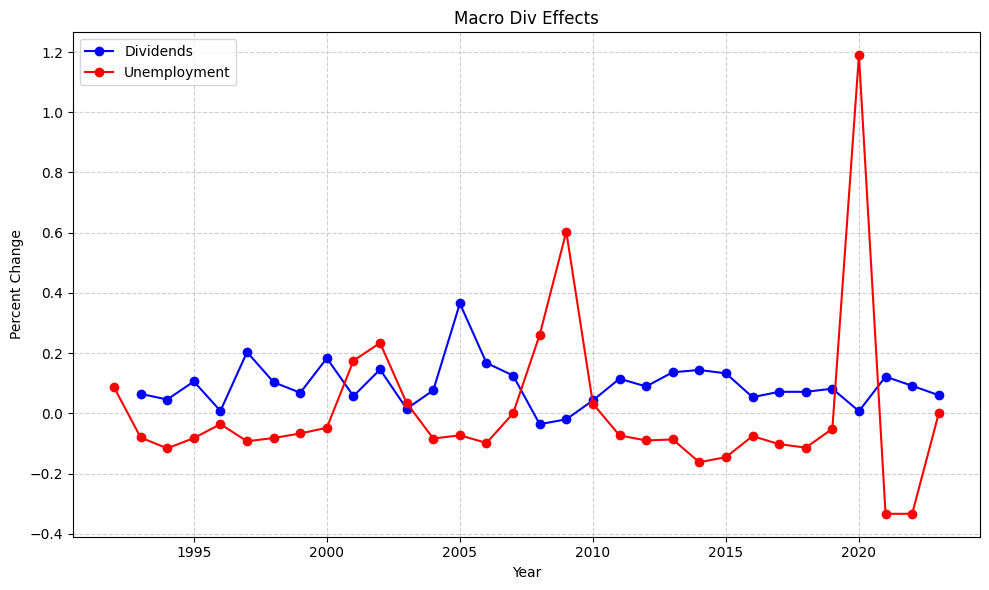 Macro Div Effects
Dividends
Unemployment
Percent Change
1.2
1.0
0.8
0.6
0.4
0.2
0.0
−0.2
−0.4
1995 2000 2005 2010 2015 2020
Year